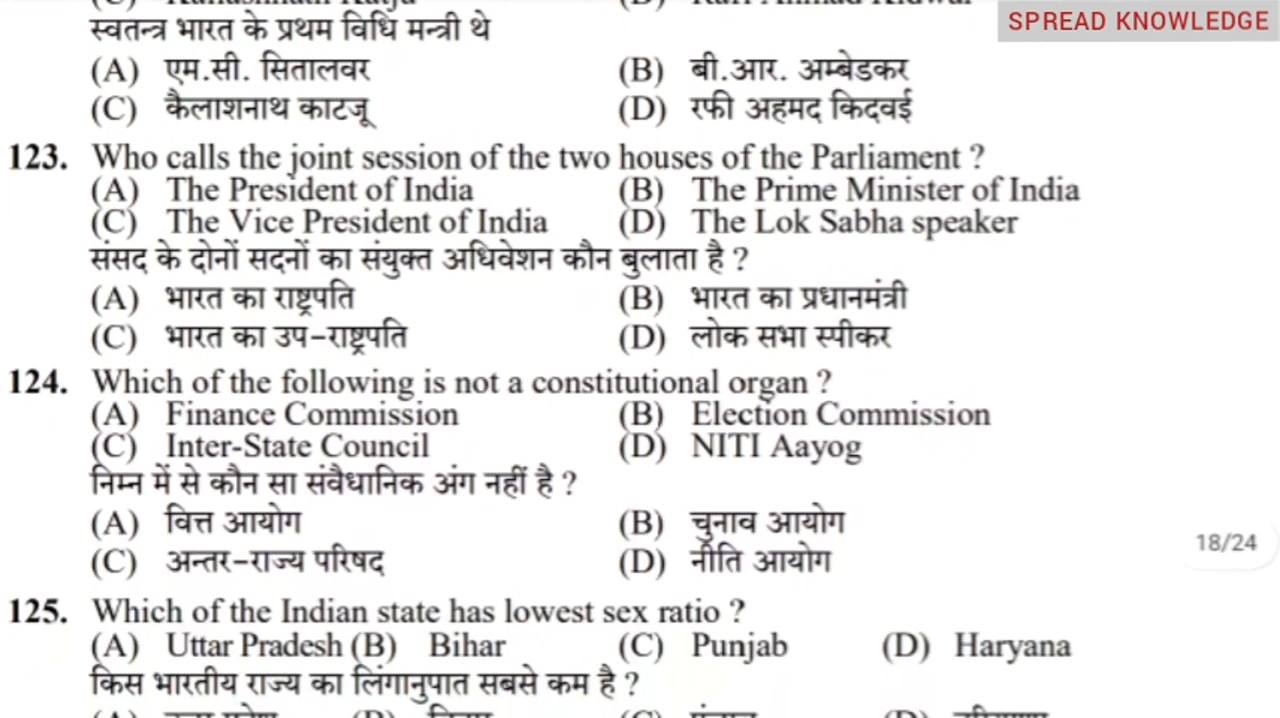 SPREAD KNOWLEDGE
स्वतन्त्र भारत के प्रथम विधि मन्त्री थे
(A) एम.सी. सितालवर (B) बी.आर. अम्बेडकर
(C) कैलाशनाथ काटजू (D) रफी अहमद किदवई
123. Who calls the joint session of the two houses of the Parliament ?
(A) The President of India (B) The Prime Minister of India
(C) The Vice President of India (D) The Lok Sabha speaker
संसद के दोनों सदनों का संयुक्त अधिवेशन कौन बुलाता है ?
(A) भारत का राष्ट्रपति (B) भारत का प्रधानमंत्री
(C) भारत का उप-राष्ट्रपति (D) लोक सभा स्पीकर
124. Which of the following is not a constitutional organ ?
(A) Finance Commission (B) Election Commission
(C) Inter-State Council (D) NITI Aayog
निम्न में से कौन सा संवैधानिक अंग नहीं है ?
(A) वित्त आयोग (B) चुनाव आयोग
(C) अन्तर-राज्य परिषद (D) नीति आयोग
18/24
125. Which of the Indian state has lowest sex ratio ?
(A) Uttar Pradesh (B) Bihar (C) Punjab (D) Haryana
किस भारतीय राज्य का लिंगानुपात सबसे कम है ?